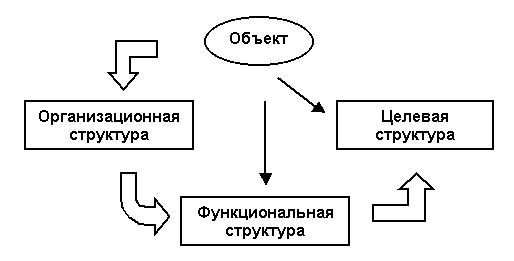 Объект
Организационная
структура
Целевая
структура
Функциональная
структура